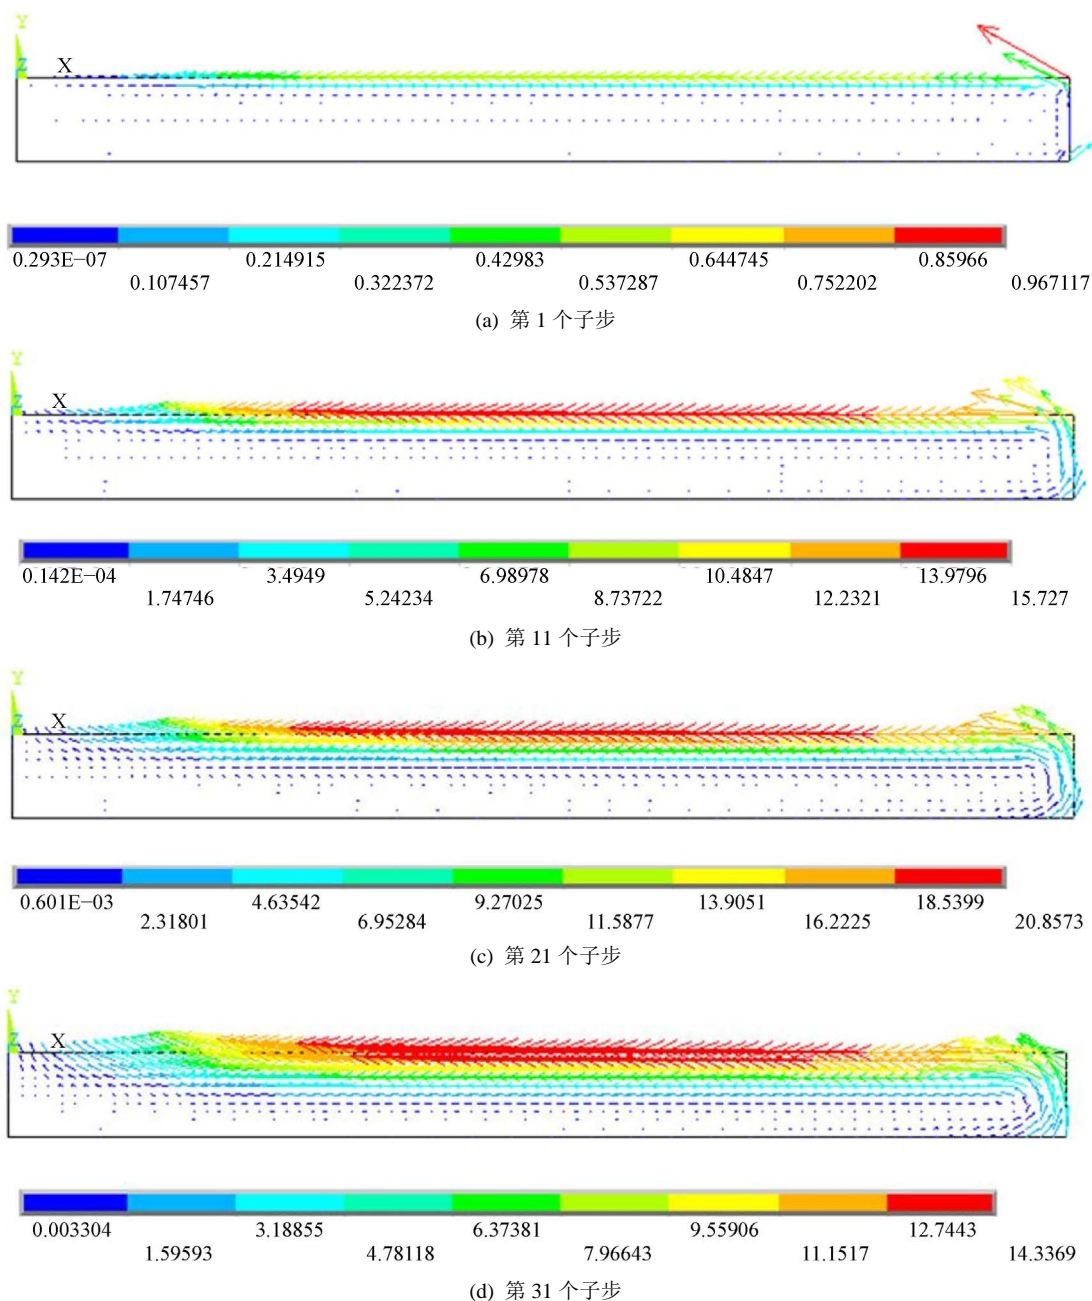 Y
Z X
0.293E−07 0.214915 0.42983 0.644745 0.85966
0.107457 0.322372 0.537287 0.752202 0.967117
(a) 第 1 个子步
Y
Z X
0.142E−04 3.4949 6.98978 10.4847 13.9796
1.74746 5.24234 8.73722 12.2321 15.727
(b) 第 11 个子步
Y
Z X
0.601E−03 4.63542 9.27025 13.9051 18.5399
2.31801 6.95284 11.5877 16.2225 20.8573
(c) 第 21 个子步
Y
Z X
0.003304 3.18855 6.37381 9.55906 12.7443
1.59593 4.78118 7.96643 11.1517 14.3369
(d) 第 31 个子步